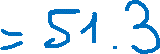 = 51.3